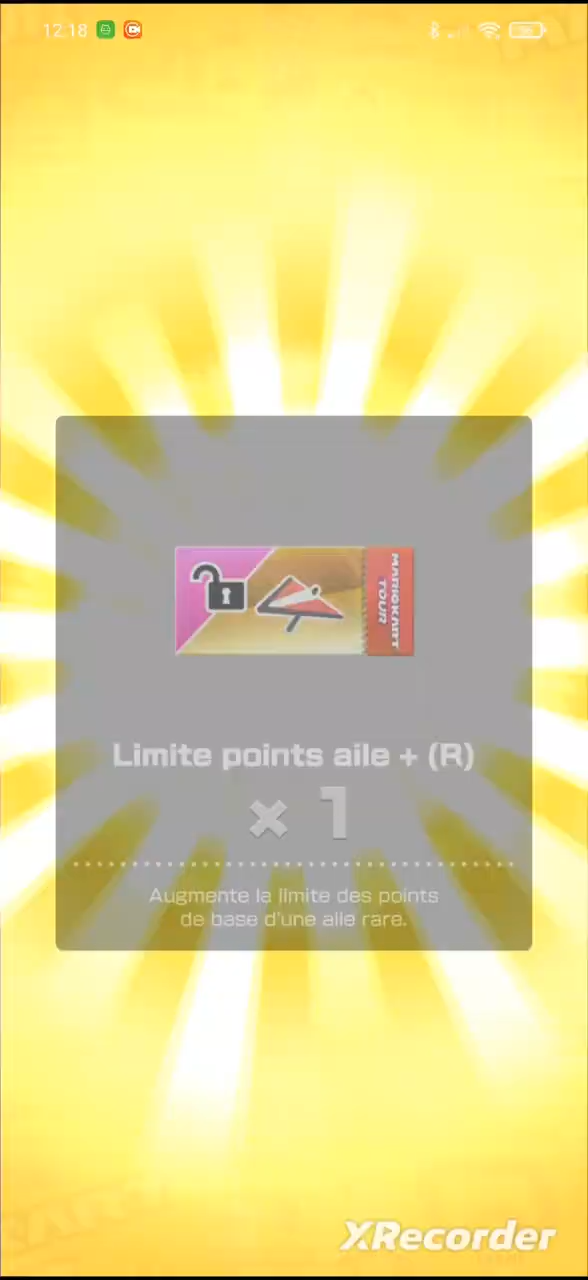 12:18
MARIOKART
TOUR
Limite points aile + (R)
× 1
Augmente la limite des points
de base d'une aile rare.
XRecorder